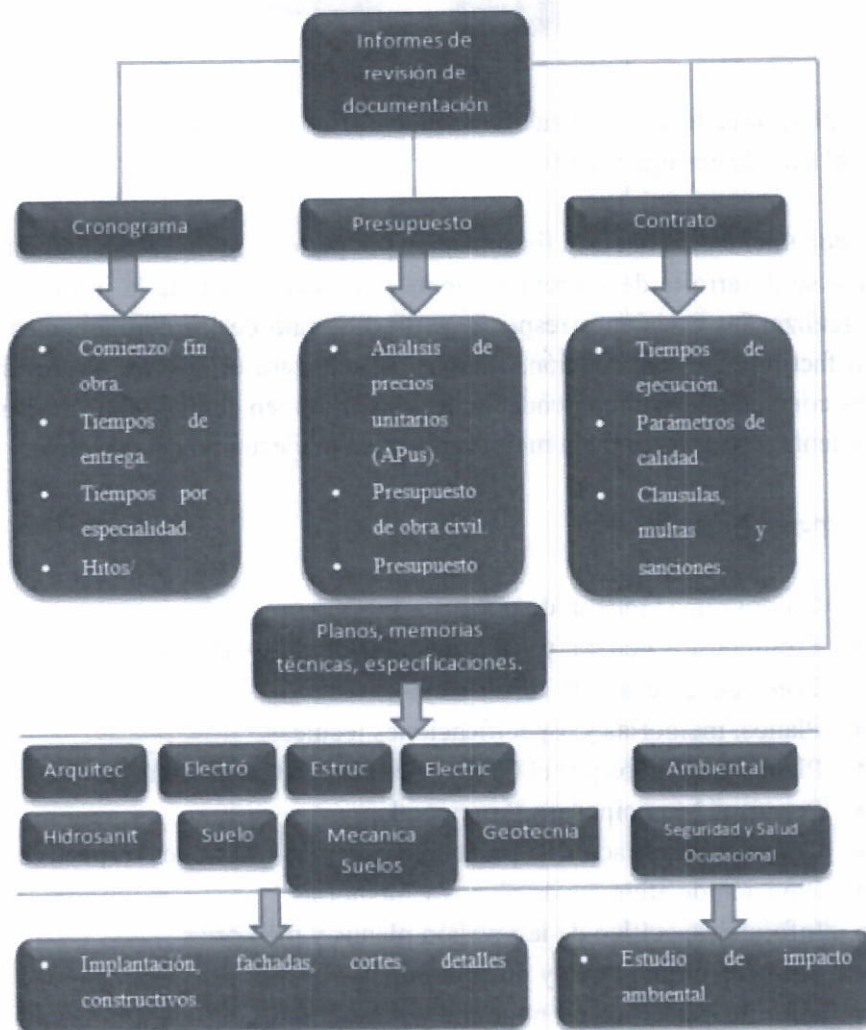 Informes de
revisión de
documentación
Cronograma
Presupuesto
Contrato
• Comienzo/ fin
obra.
• Tiempos de
entrega.
• Tiempos por
especialidad.
• Hitos/
• Análisis de
precios
unitarios
(APus).
• Presupuesto
de obra civil.
• Presupuesto
• Tiempos de
ejecución.
• Parámetros de
calidad.
• Clausulas,
multas y
sanciones.
Planos, memorias
técnicas, especificaciones.
Arquitec
Electró
Estruc
Electric
Ambiental
Hidrosanit
Suelo
Mecanica
Suelos
Geotecnia
Seguridad y Salud
Ocupacional
• Implantación, fachadas, cortes, detalles
constructivos.
• Estudio de impacto
ambiental.